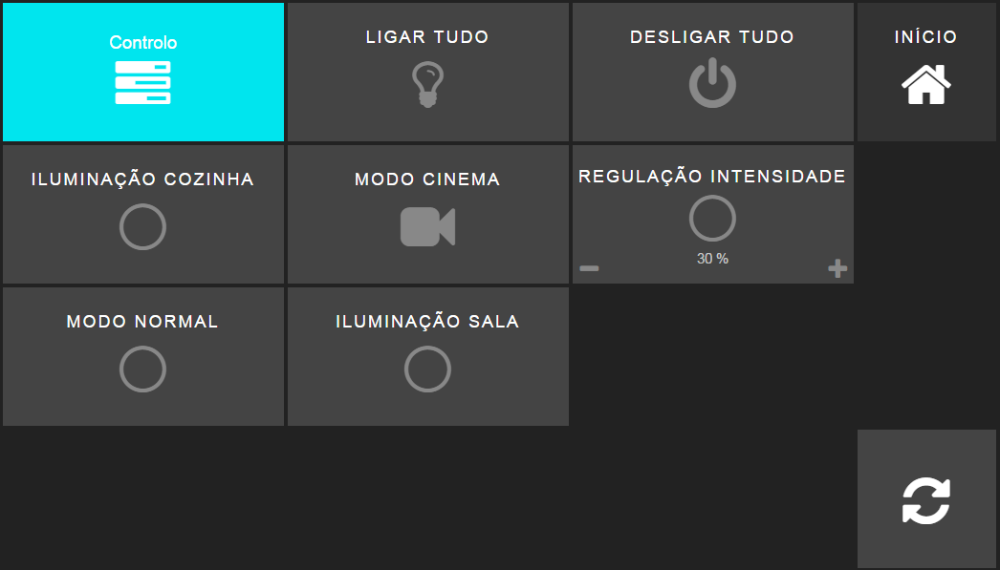 Controlo
LIGAR TUDO
DESLIGAR TUDO
INÍCIO
ILUMINAÇÃO COZINHA
MODO CINEMA
REGULAÇÃO INTENSIDADE
30 %
MODO NORMAL
ILUMINAÇÃO SALA